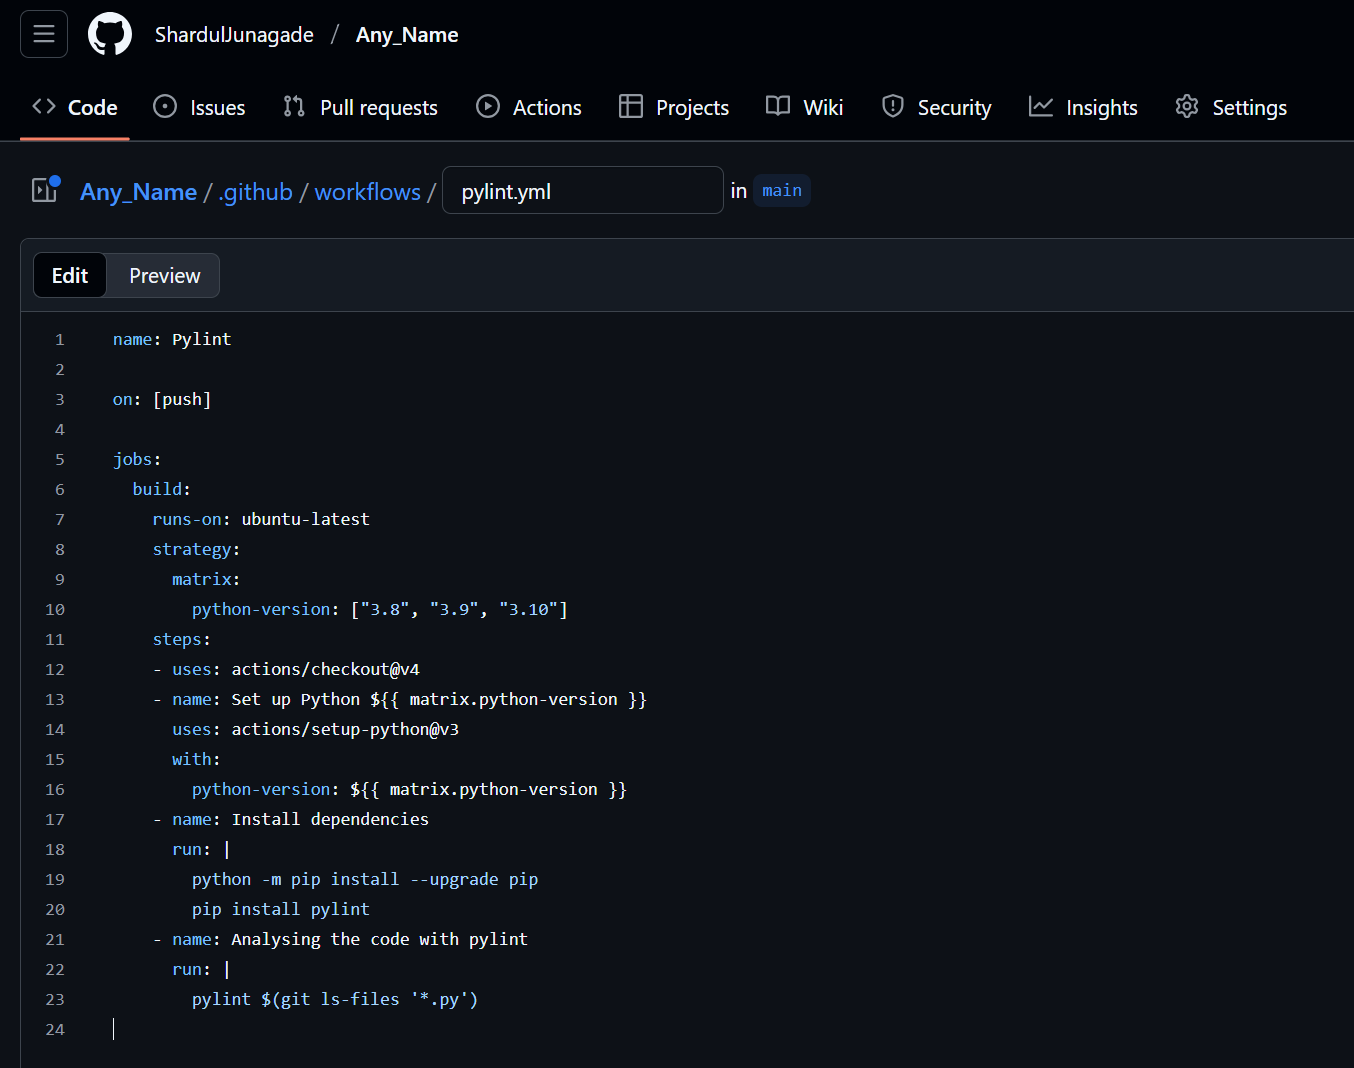 ShardulJunagade / Any_Name
Code Issues Pull requests Actions Projects Wiki Security Insights Settings
Any_Name / .github / workflows / pylint.yml in main
Edit Preview
1 name: Pylint
2
3 on: [push]
4
5 jobs:
6   build:
7     runs-on: ubuntu-latest
8     strategy:
9       matrix:
10         python-version: ["3.8", "3.9", "3.10"]
11     steps:
12     - uses: actions/checkout@v4
13     - name: Set up Python ${{ matrix.python-version }}
14       uses: actions/setup-python@v3
15       with:
16         python-version: ${{ matrix.python-version }}
17     - name: Install dependencies
18       run: |
19         python -m pip install --upgrade pip
20         pip install pylint
21     - name: Analysing the code with pylint
22       run: |
23         pylint $(git ls-files '*.py')
24